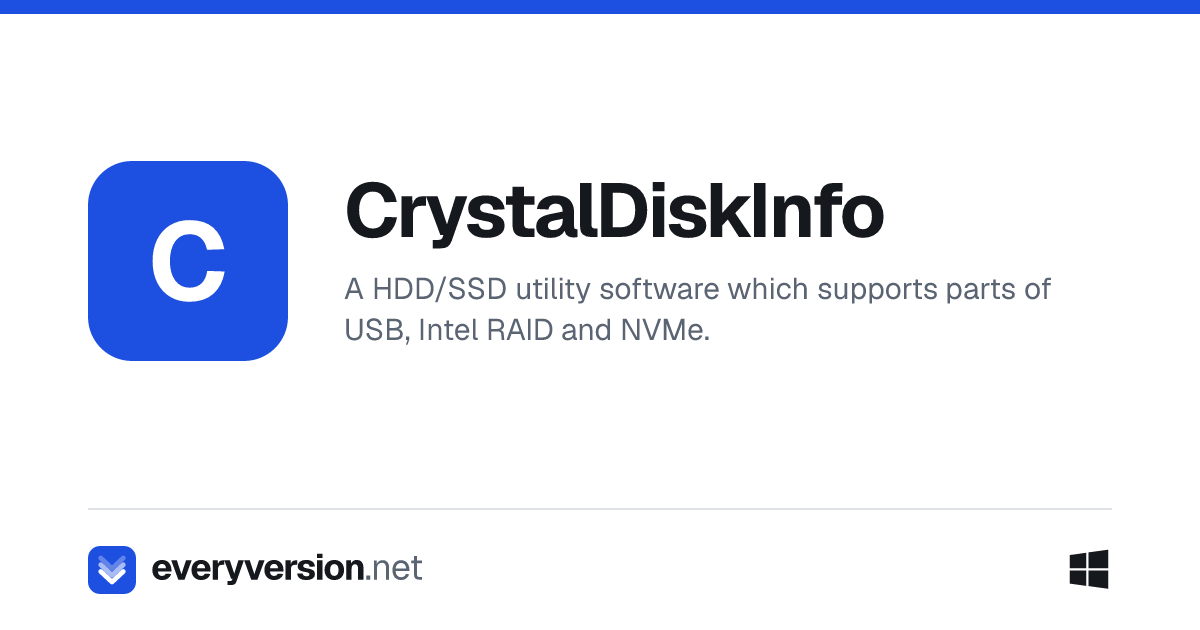 C
CrystalDiskInfo
A HDD/SSD utility software which supports parts of
USB, Intel RAID and NVMe.
everyversion.net